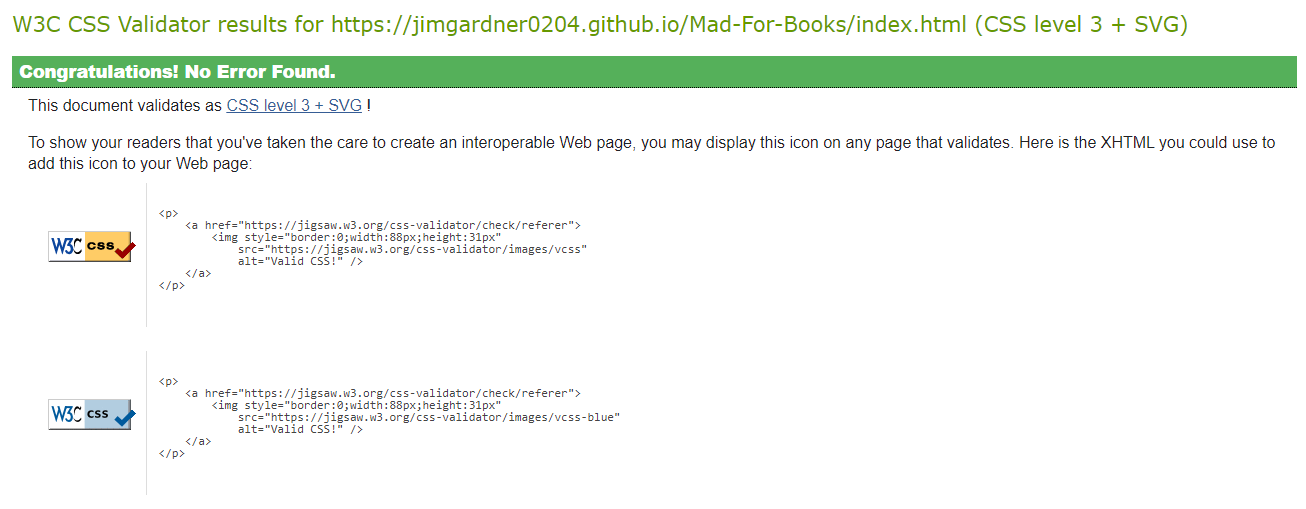 W3C CSS Validator results for https://jimgardner0204.github.io/Mad-For-Books/index.html (CSS level 3 + SVG)
Congratulations! No Error Found.
This document validates as CSS level 3 + SVG !
To show your readers that you've taken the care to create an interoperable Web page, you may display this icon on any page that validates. Here is the XHTML you could use to
add this icon to your Web page:
W3C css
<p>
    <a href="https://jigsaw.w3.org/css-validator/check/referer">
        <img style="border:0;width:88px;height:31px"
            src="https://jigsaw.w3.org/css-validator/images/vcss"
            alt="Valid CSS!" />
    </a>
</p>
W3C css
<p>
    <a href="https://jigsaw.w3.org/css-validator/check/referer">
        <img style="border:0;width:88px;height:31px"
            src="https://jigsaw.w3.org/css-validator/images/vcss-blue"
            alt="Valid CSS!" />
    </a>
</p>